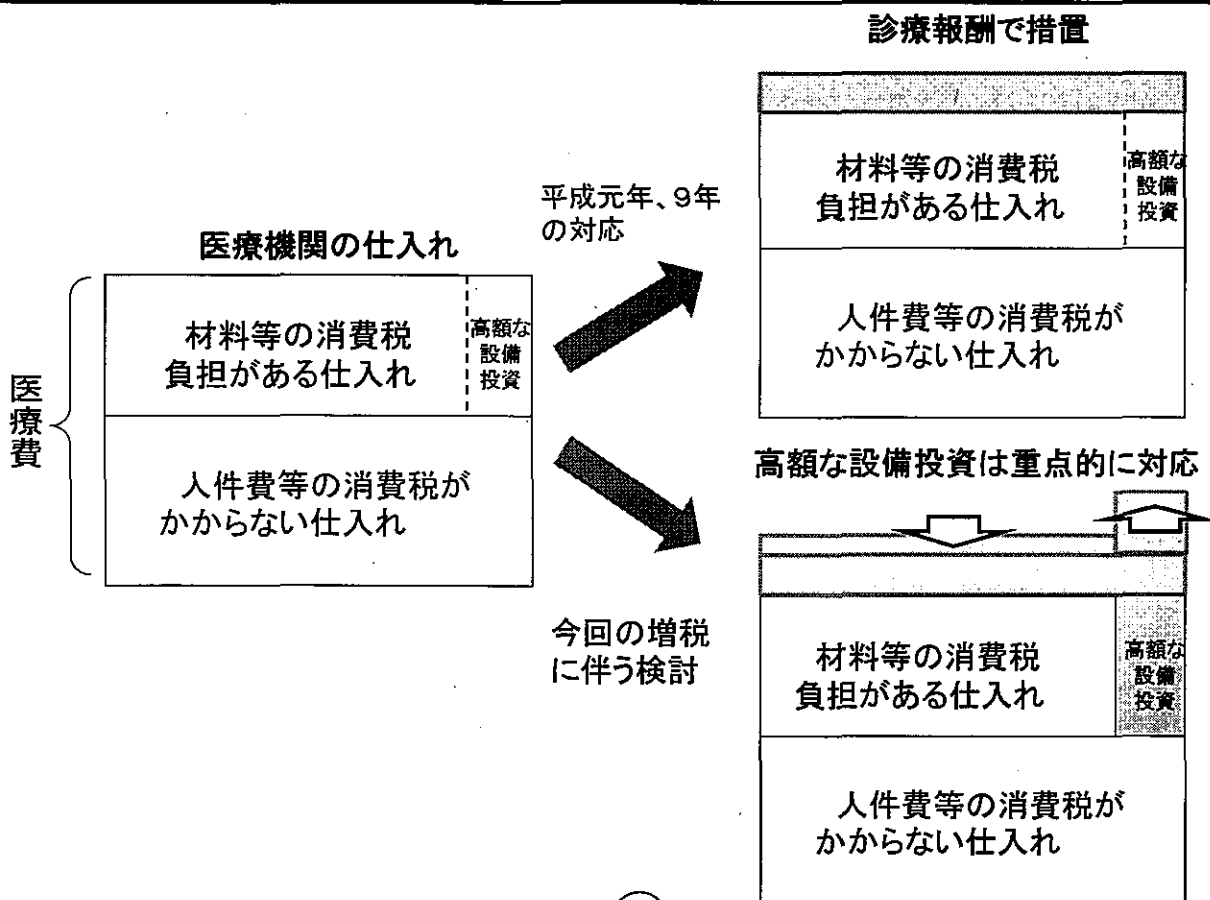 診療報酬で措置
材料等の消費税
負担がある仕入れ
高額な
設備
投資
人件費等の消費税が
かからない仕入れ
平成元年、9年
の対応
医療機関の仕入れ
医療費
材料等の消費税
負担がある仕入れ
高額な
設備
投資
人件費等の消費税が
かからない仕入れ
今回の増税
に伴う検討
高額な設備投資は重点的に対応
材料等の消費税
負担がある仕入れ
高額な
設備
投資
人件費等の消費税が
かからない仕入れ